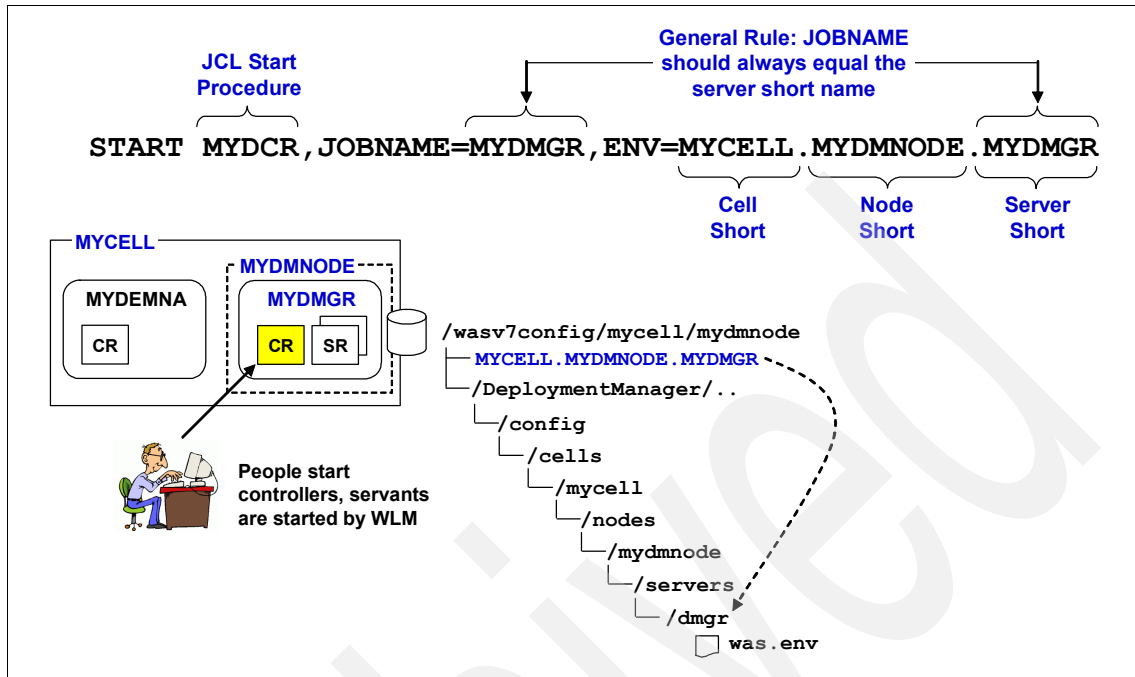 General Rule: JOBNAME
should always equal the
server short name
JCL Start
Procedure
START MYDCR,JOBNAME=MYDMGR,ENV=MYCELL.MYDMNODE.MYDMGR
Cell
Short
Node
Short
Server
Short
MYCELL
MYDMNODE
MYDEMNA
CR
MYDMGR
CR
SR
/wasv7config/mycell/mydmnode
MYCELL.MYDMNODE.MYDMGR
/DeploymentManager/..
/config
/cells
/mycell
/nodes
/mydmnode
/servers
/dmgr
was.env
People start
controllers, servants
are started by WLM